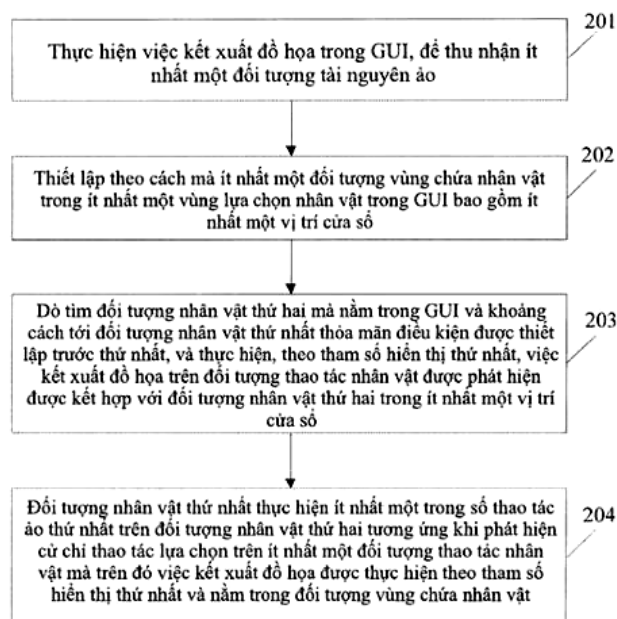 201
Thực hiện việc kết xuất đồ họa trong GUI, để thu nhận ít
nhất một đối tượng tài nguyên ảo
202
Thiết lập theo cách mà ít nhất một đối tượng vùng chứa nhân vật
trong ít nhất một vùng lựa chọn nhân vật trong GUI bao gồm ít
nhất một vị trí cửa sổ
203
Dò tìm đối tượng nhân vật thứ hai mà nằm trong GUI và khoảng
cách tới đối tượng nhân vật thứ nhất thỏa mãn điều kiện được thiết
lập trước thứ nhất, và thực hiện, theo tham số hiển thị thứ nhất, việc
kết xuất đồ họa trên đối tượng thao tác nhân vật được phát hiện
được kết hợp với đối tượng nhân vật thứ hai trong ít nhất một vị trí
cửa sổ
204
Đối tượng nhân vật thứ nhất thực hiện ít nhất một trong số thao tác
ảo thứ nhất trên đối tượng nhân vật thứ hai tương ứng khi phát hiện
cử chỉ thao tác lựa chọn trên ít nhất một đối tượng thao tác nhân
vật mà trên đó việc kết xuất đồ họa được thực hiện theo tham số
hiển thị thứ nhất và nằm trong đối tượng vùng chứa nhân vật